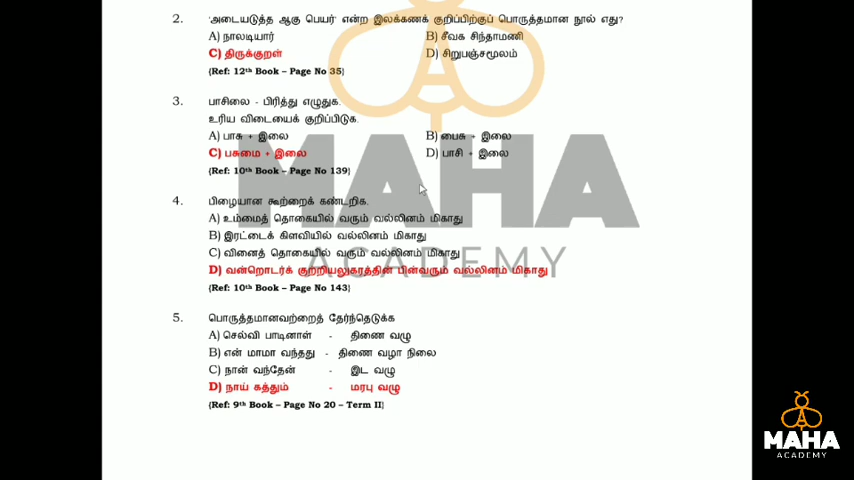 2. 'அடையடுத்த ஆகு பெயர்' என்ற இலக்கணக் குறிப்பிற்குப் பொருத்தமான நூல் எது?
A) நாலடியார் B) சீவக சிந்தாமணி
C) திருக்குறள் D) சிறுபஞ்சமூலம்
{Ref: 12th Book – Page No 35}
3. பாசிலை - பிரித்து எழுதுக.
உரிய விடையைக் குறிப்பிடுக.
A) பாசு + இலை B) பைசு + இலை
C) பசுமை + இலை D) பாசி + இலை
{Ref: 10th Book – Page No 139}
4. பிழையான கூற்றைக் கண்டறிக.
A) உம்மைத் தொகையில் வரும் வல்லினம் மிகாது
B) இரட்டைக் கிளவியில் வல்லினம் மிகாது
C) வினைத் தொகையில் வரும் வல்லினம் மிகாது
D) வன்றொடர்க் குற்றியலுகரத்தின் பின்வரும் வல்லினம் மிகாது
{Ref: 10th Book – Page No 143}
5. பொருத்தமானவற்றைத் தேர்ந்தெடுக்க
A) செல்வி பாடினாள் - திணை வழு
B) என் மாமா வந்தது - திணை வழா நிலை
C) நான் வந்தேன் - இட வழு
D) நாய் கத்தும் - மரபு வழு
{Ref: 9th Book – Page No 20 – Term II}
MAHA
ACADEMY
MAHA
ACADEMY